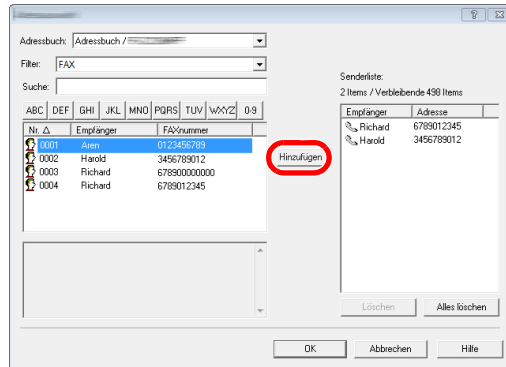 Adressbuch: Adressbuch /
Filter: FAX
Suche:
ABC DEF GHI JKL MNO PQRS TUV WXYZ 0-9
Nr. Empfänger FAXnummer
0001 Aren 0123456789
0002 Harold 3456789012
0003 Richard 678900000000
0004 Richard 6789012345
Hinzufügen
Senderliste:
2 Items / Verbleibende 498 Items
Empfänger Adresse
Richard 6789012345
Harold 3456789012
Löschen Alles löschen
OK Abbrechen Hilfe